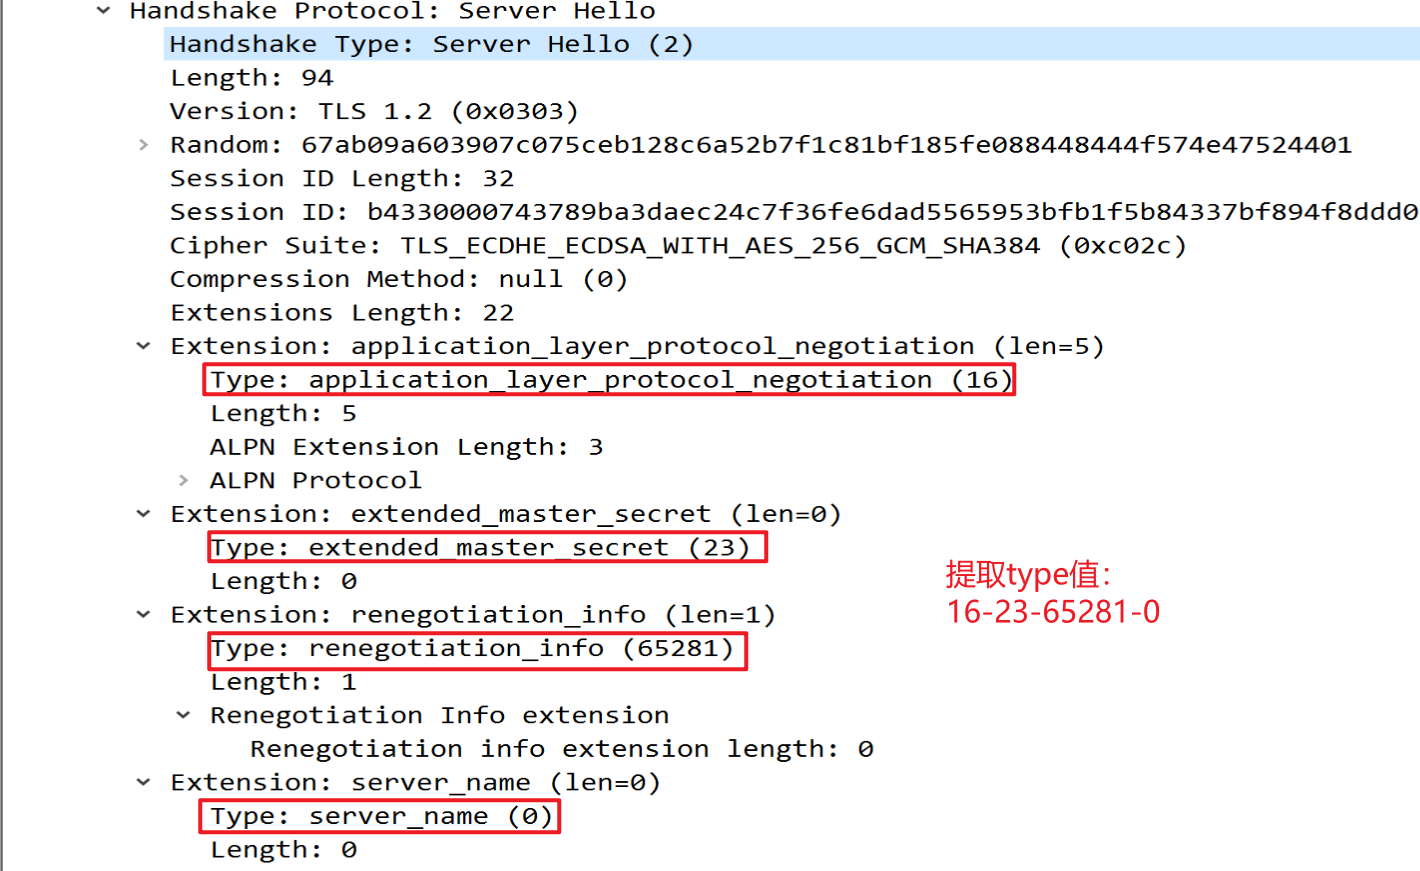 Handshake Protocol: Server Hello
Handshake Type: Server Hello (2)
Length: 94
Version: TLS 1.2 (0x0303)
Random: 67ab09a603907c075ceb128c6a52b7f1c81bf185fe088448444f574e47524401
Session ID Length: 32
Session ID: b4330000743789ba3daec24c7f36fe6dad5565953bfb1f5b84337bf894f8ddd0
Cipher Suite: TLS_ECDHE_ECDSA_WITH_AES_256_GCM_SHA384 (0xc02c)
Compression Method: null (0)
Extensions Length: 22
Extension: application_layer_protocol_negotiation (len=5)
Type: application_layer_protocol_negotiation (16)
Length: 5
ALPN Extension Length: 3
ALPN Protocol
Extension: extended_master_secret (len=0)
Type: extended_master_secret (23)
Length: 0
提取type值:
16-23-65281-0
Extension: renegotiation_info (len=1)
Type: renegotiation_info (65281)
Length: 1
Renegotiation Info extension
Renegotiation info extension length: 0
Extension: server_name (len=0)
Type: server_name (0)
Length: 0